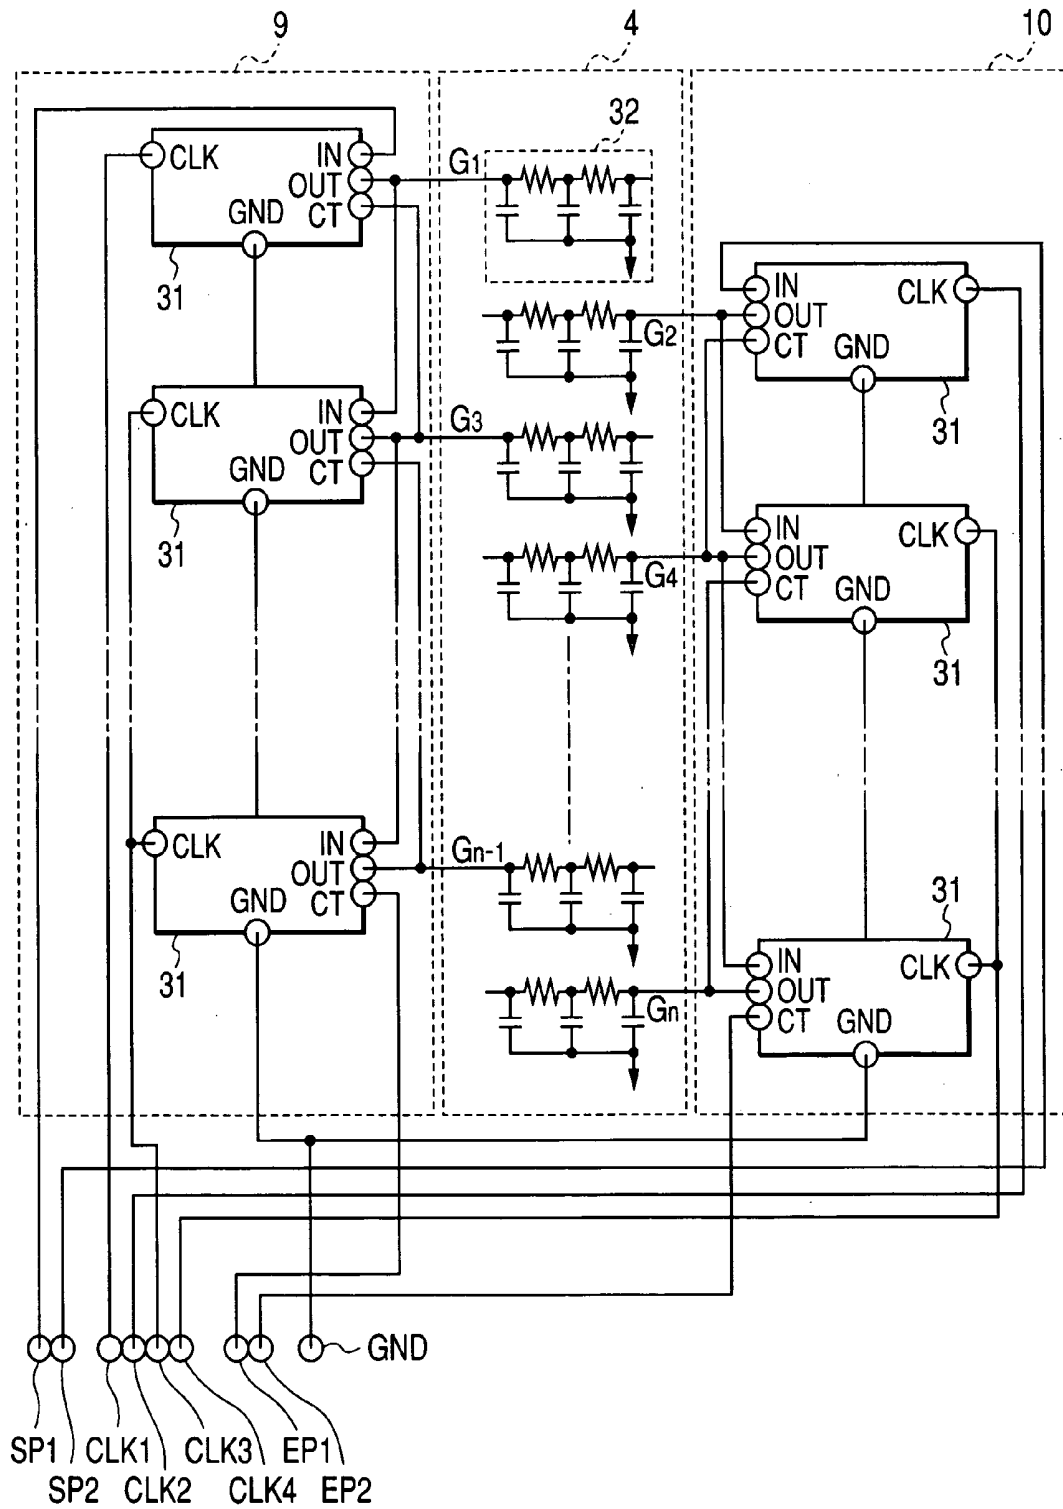 9
4
10
32
CLK
IN
OUT
CT
GND
31
G1
IN
OUT
CT
CLK
GND
31
G2
CLK
IN
OUT
CT
GND
31
G3
IN
OUT
CT
CLK
GND
31
G4
CLK
IN
OUT
CT
GND
31
Gn-1
31
IN
OUT
CT
CLK
GND
Gn
GND
SP1
CLK1
CLK3
EP1
SP2
CLK2
CLK4
EP2